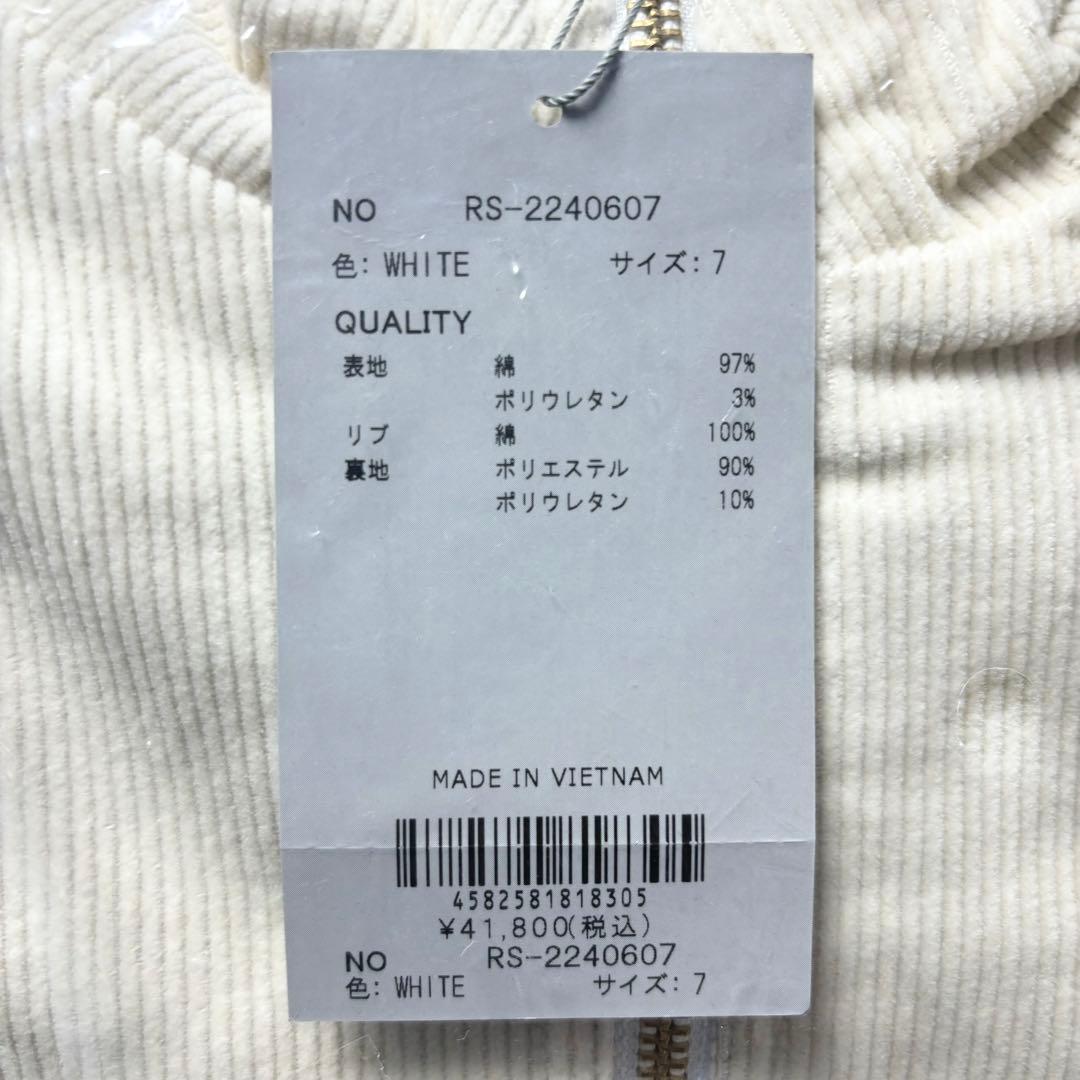 NO RS-2240607
色: WHITE サイズ: 7
QUALITY
表地 綿 97%
ポリウレタン 3%
リブ 綿 100%
裏地 ポリエステル 90%
ポリウレタン 10%
MADE IN VIETNAM
4582581818305
¥41,800(税込)
NO RS-2240607
色: WHITE サイズ: 7